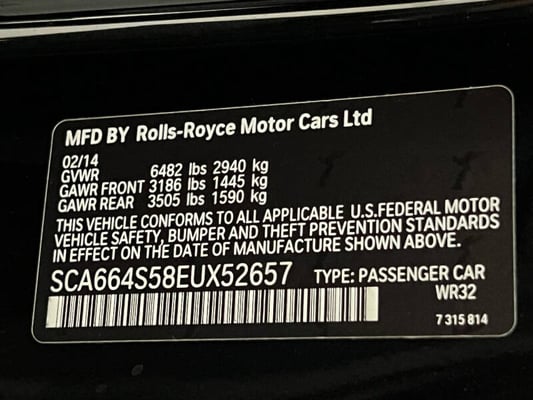 MFD BY Rolls-Royce Motor Cars Ltd
02/14
GVWR 6482 lbs 2940 kg
GAWR FRONT 3186 lbs 1445 kg
GAWR REAR 3505 lbs 1590 kg
THIS VEHICLE CONFORMS TO ALL APPLICABLE U.S.FEDERAL MOTOR
VEHICLE SAFETY, BUMPER AND THEFT PREVENTION STANDARDS
IN EFFECT ON THE DATE OF MANUFACTURE SHOWN ABOVE.
SCA664S58EUX52657 TYPE: PASSENGER CAR
WR32
7 315 814